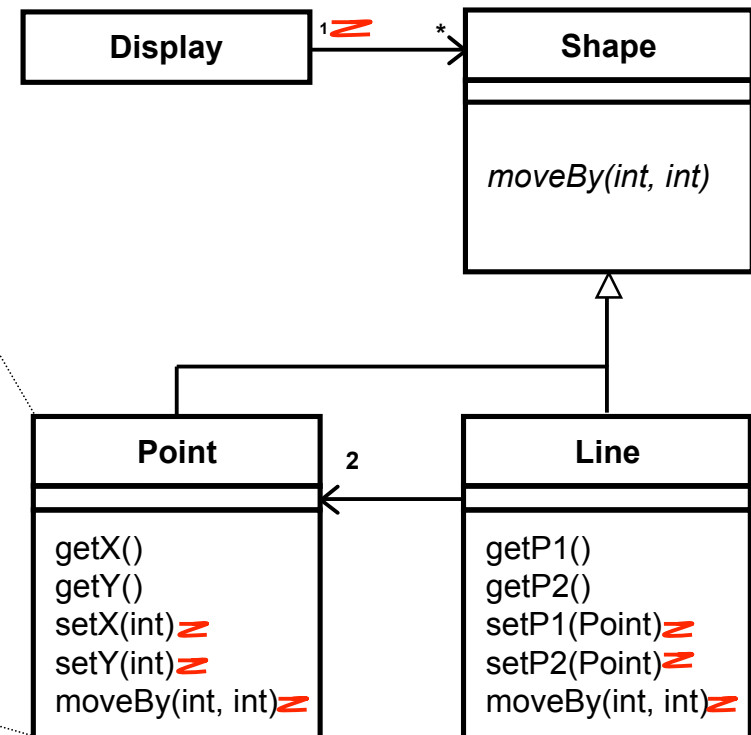 Display
1
*
Shape
moveBy(int, int)
Point
2
Line
getX()
getY()
setX(int)
setY(int)
moveBy(int, int)
getP1()
getP2()
setP1(Point)
setP2(Point)
moveBy(int, int)